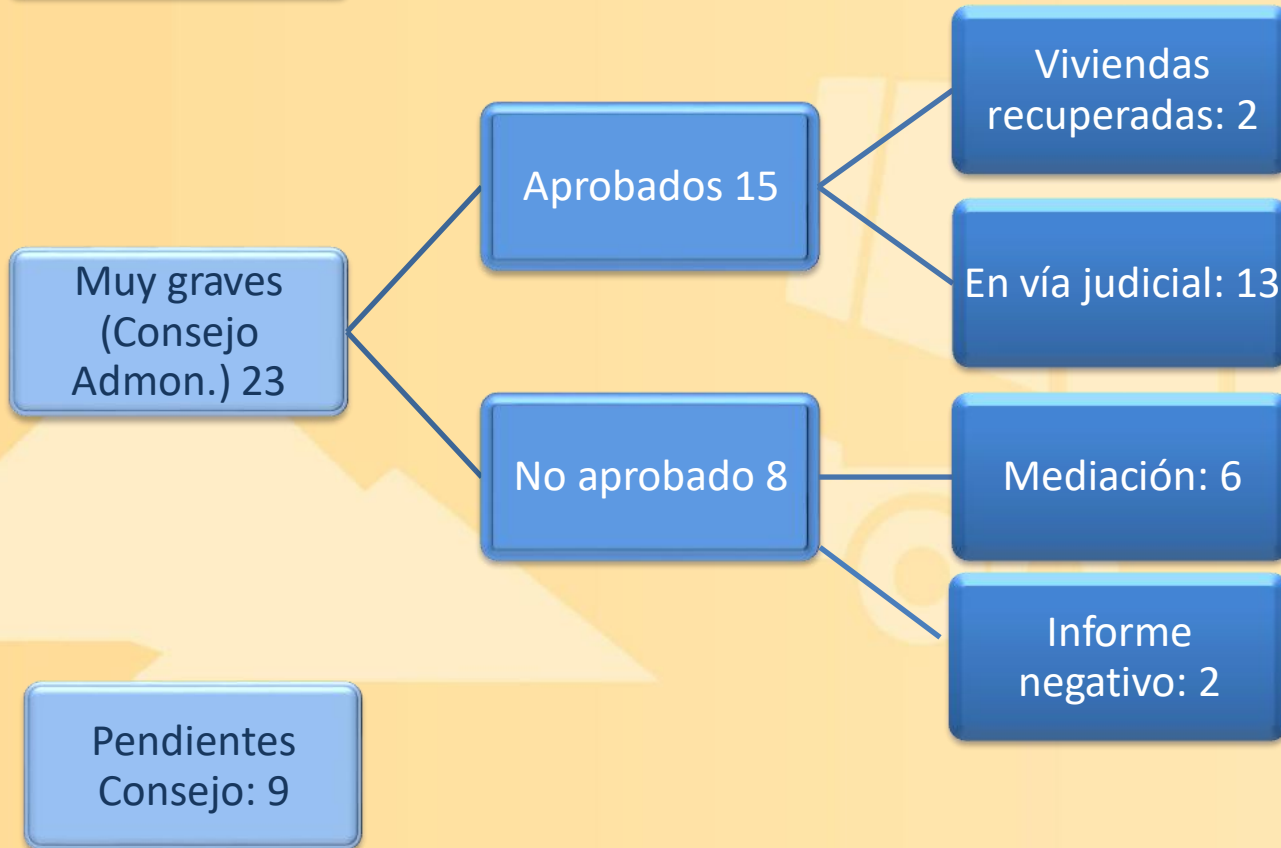 Muy graves
(Consejo
Admon.) 23
Aprobados 15
Viviendas
recuperadas: 2
En vía judicial: 13
No aprobado 8
Mediación: 6
Informe
negativo: 2
Pendientes
Consejo: 9